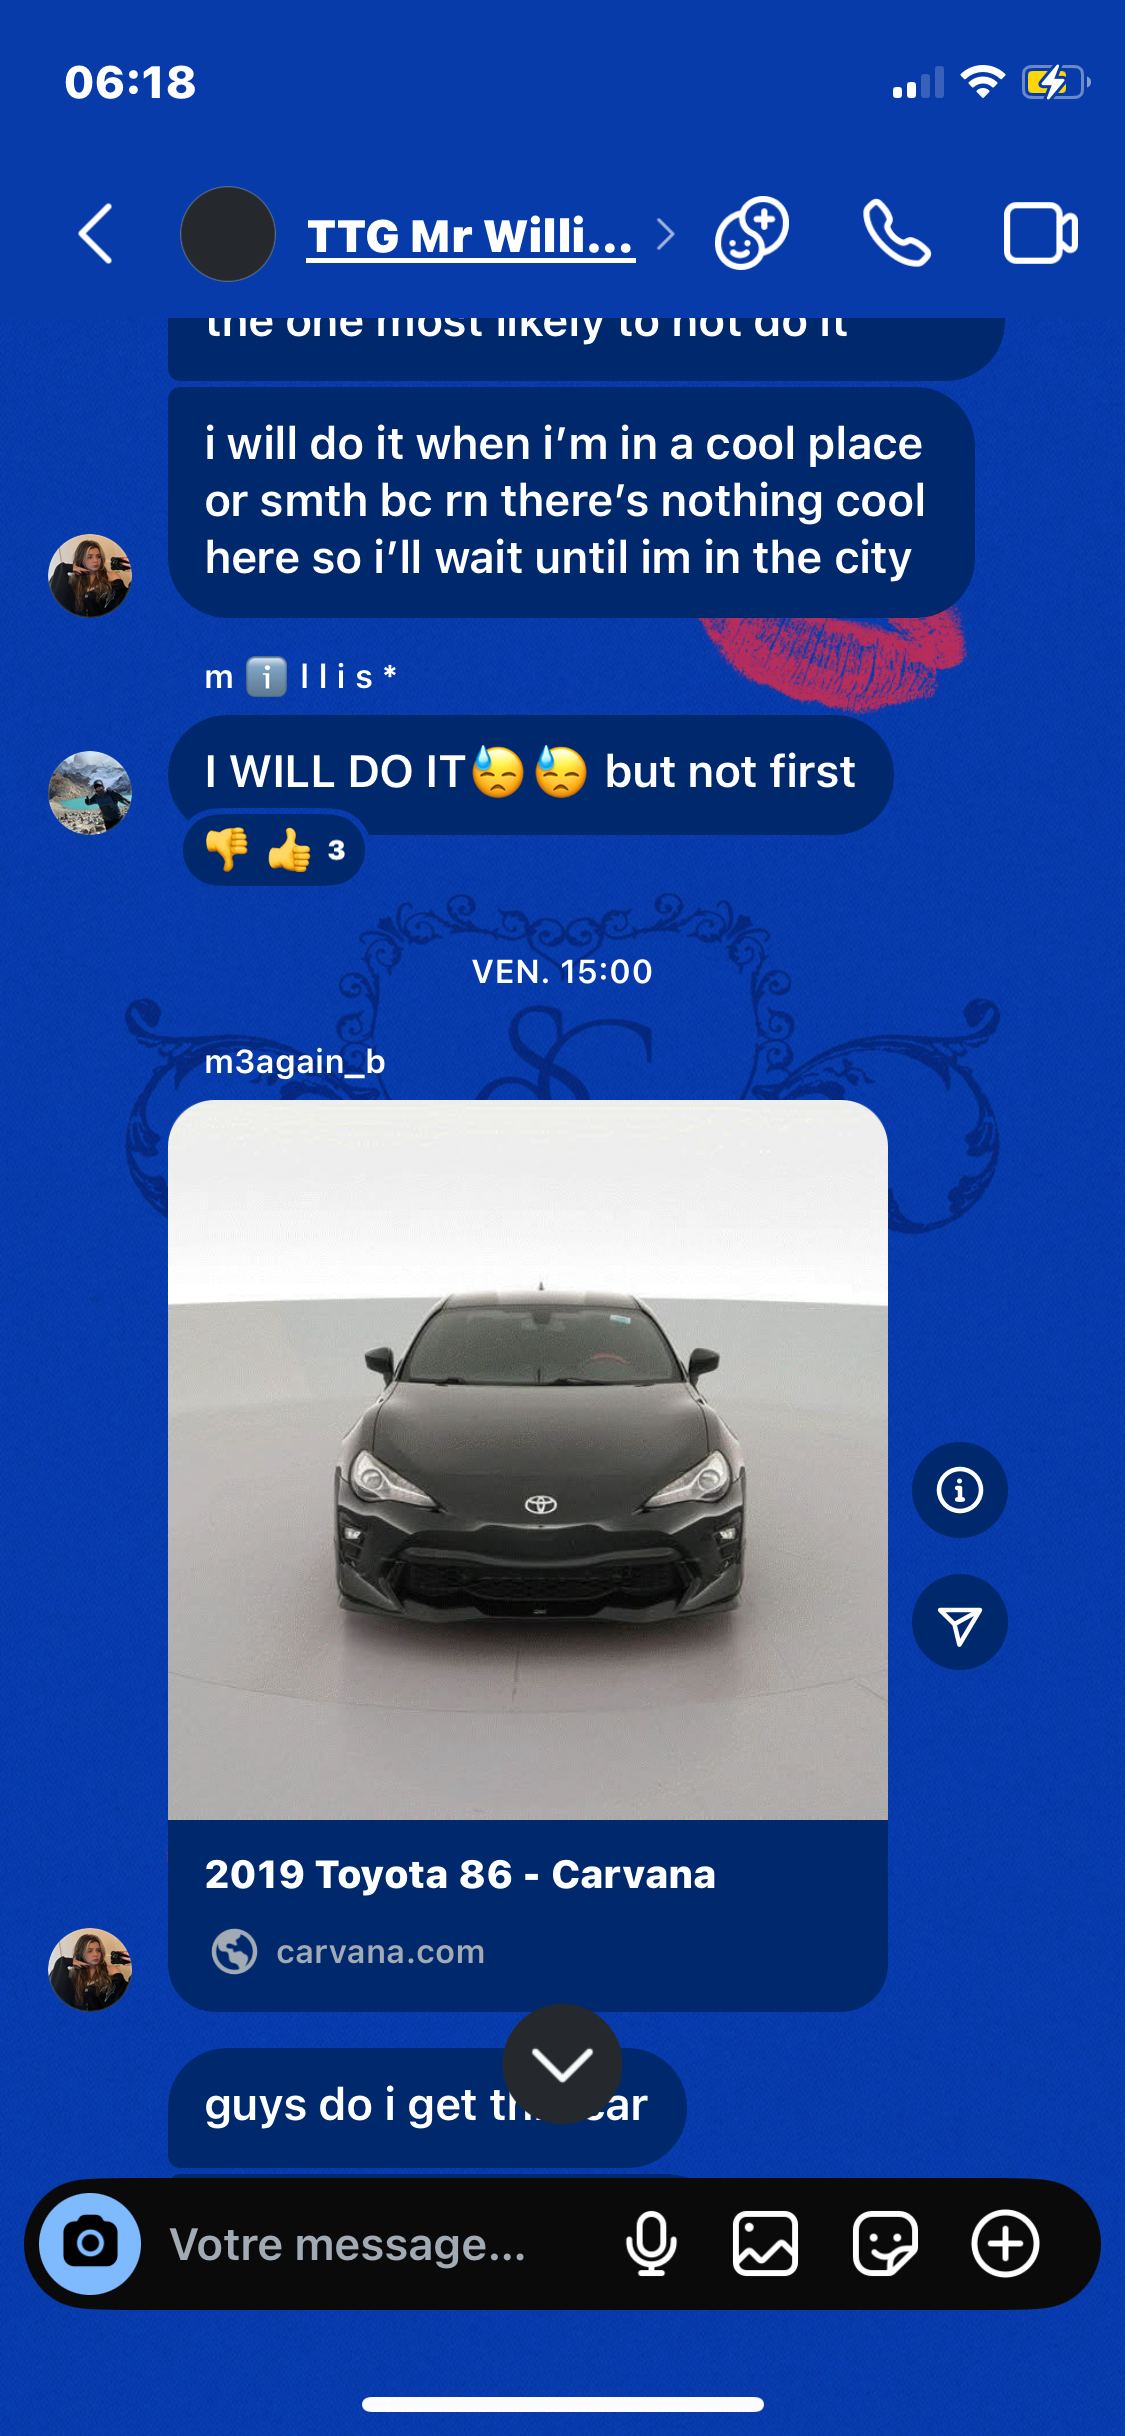 06:18
TTG Mr Willi...
the one most likely to not do it
i will do it when i'm in a cool place
or smth bc rn there's nothing cool
here so i'll wait until im in the city
m ℹ️ l l i s *
I WILL DO IT😓😓 but not first
👎 👍 3
VEN. 15:00
m3again_b
2019 Toyota 86 - Carvana
carvana.com
guys do i get
Votre message...